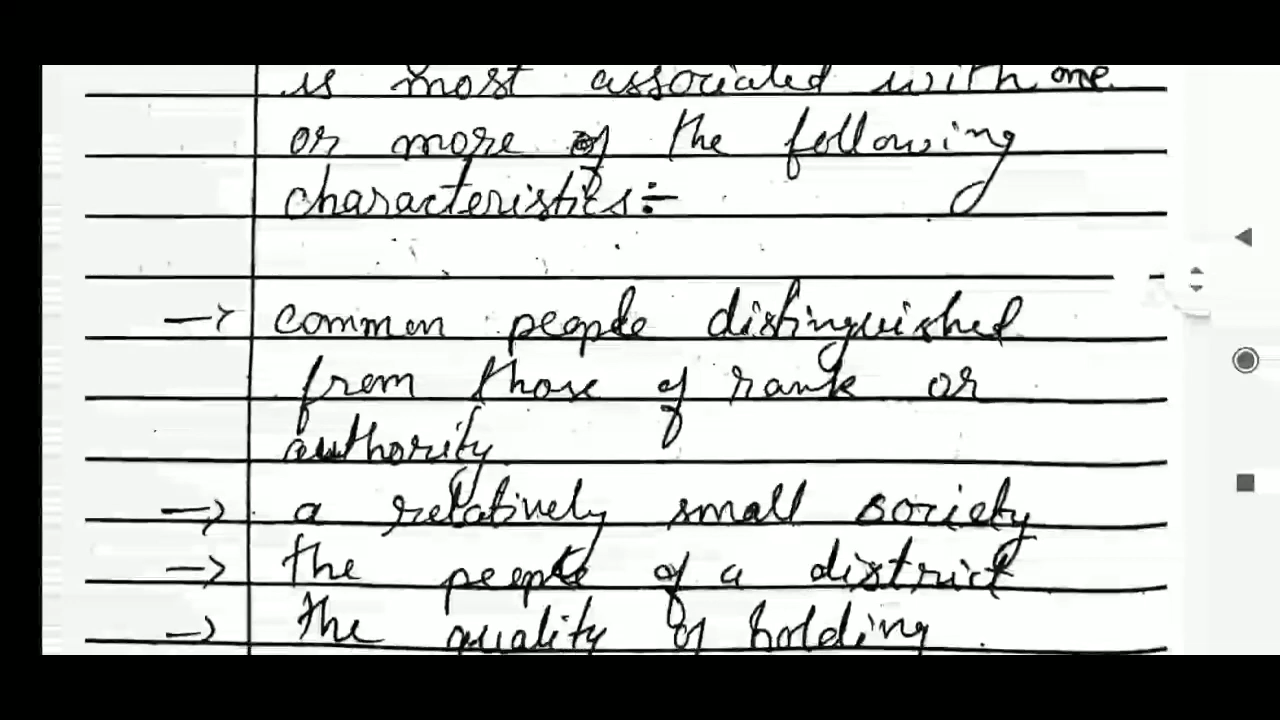 is most associated with one
or more of the following
characteristics:-
→ common people distinguished
from those of rank or
authority
→ a relatively small society
→ the people of a district
→ the quality of holding